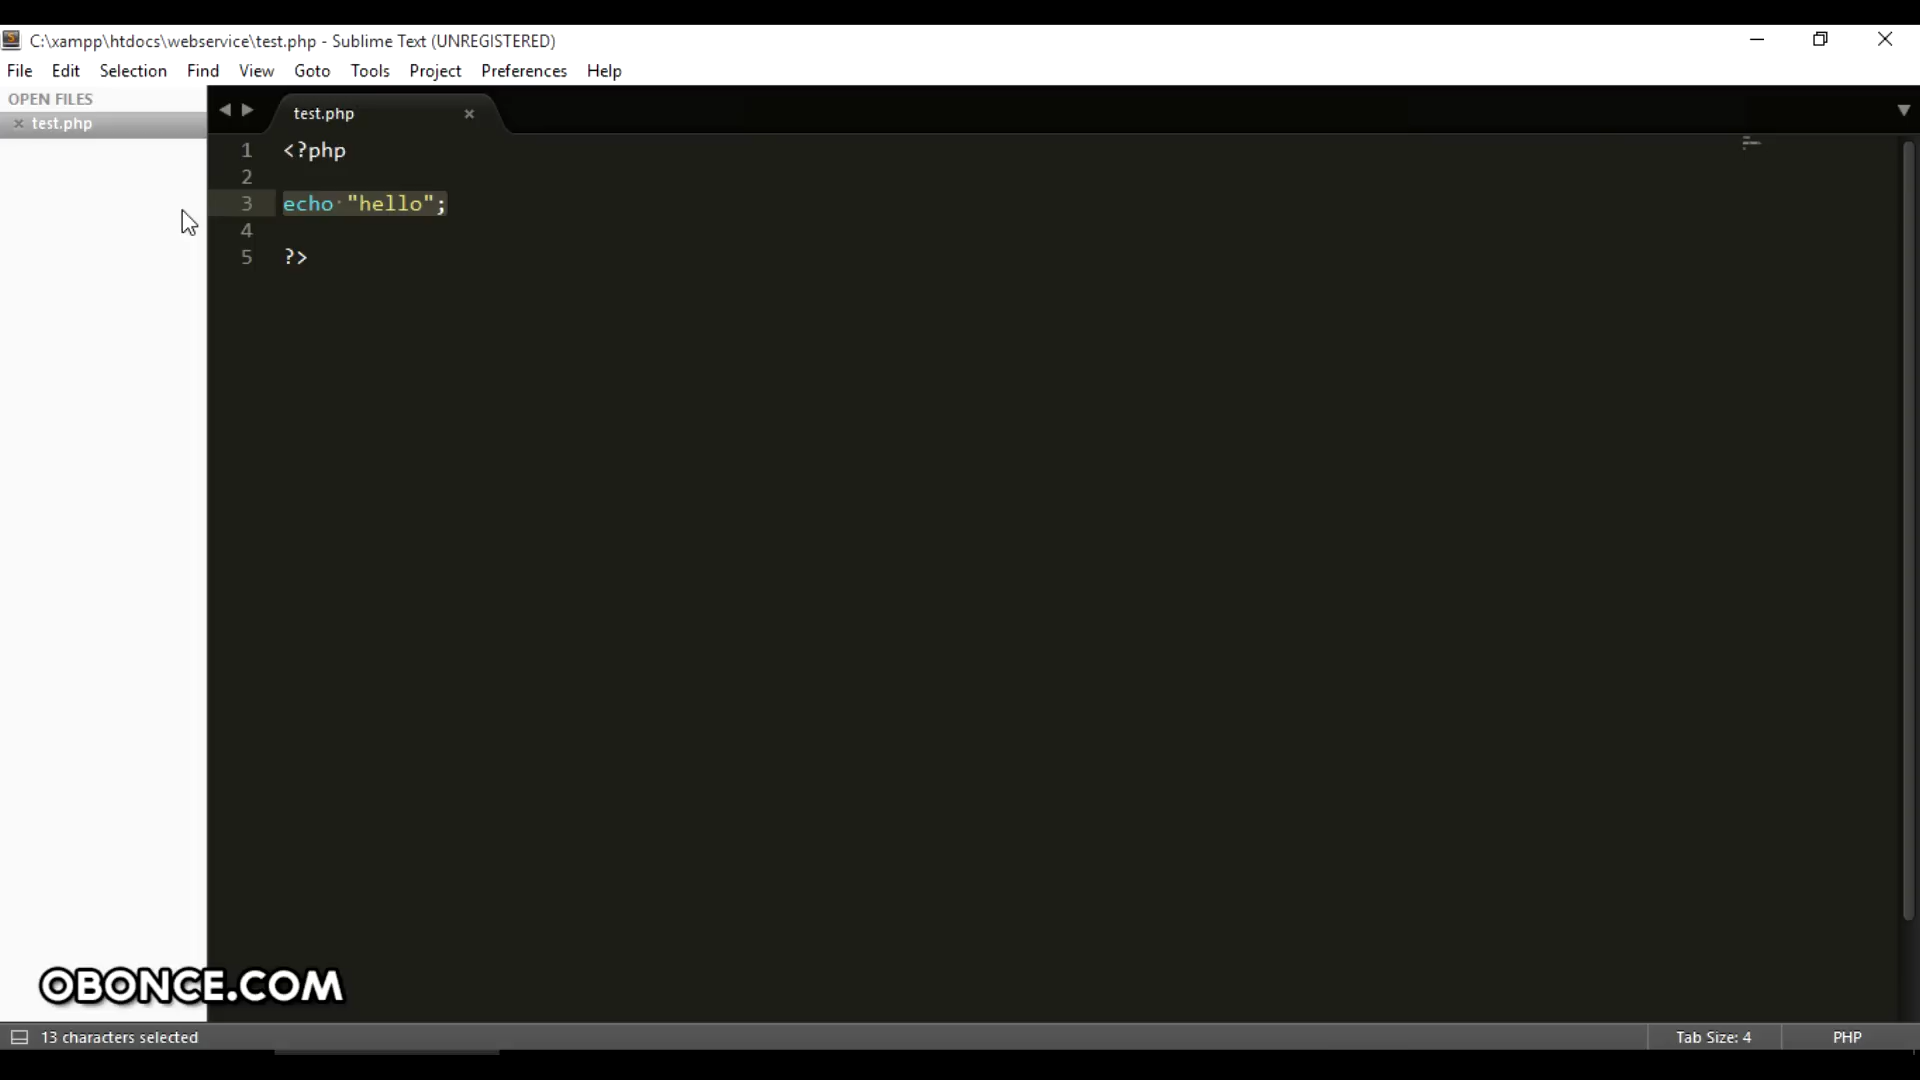 C:\xampp\htdocs\webservice\test.php - Sublime Text (UNREGISTERED)
File Edit Selection Find View Goto Tools Project Preferences Help
OPEN FILES
test.php
test.php
1 <?php
2
3 echo "hello";
4
5 ?>
OBONCE.COM
13 characters selected
Tab Size: 4
PHP